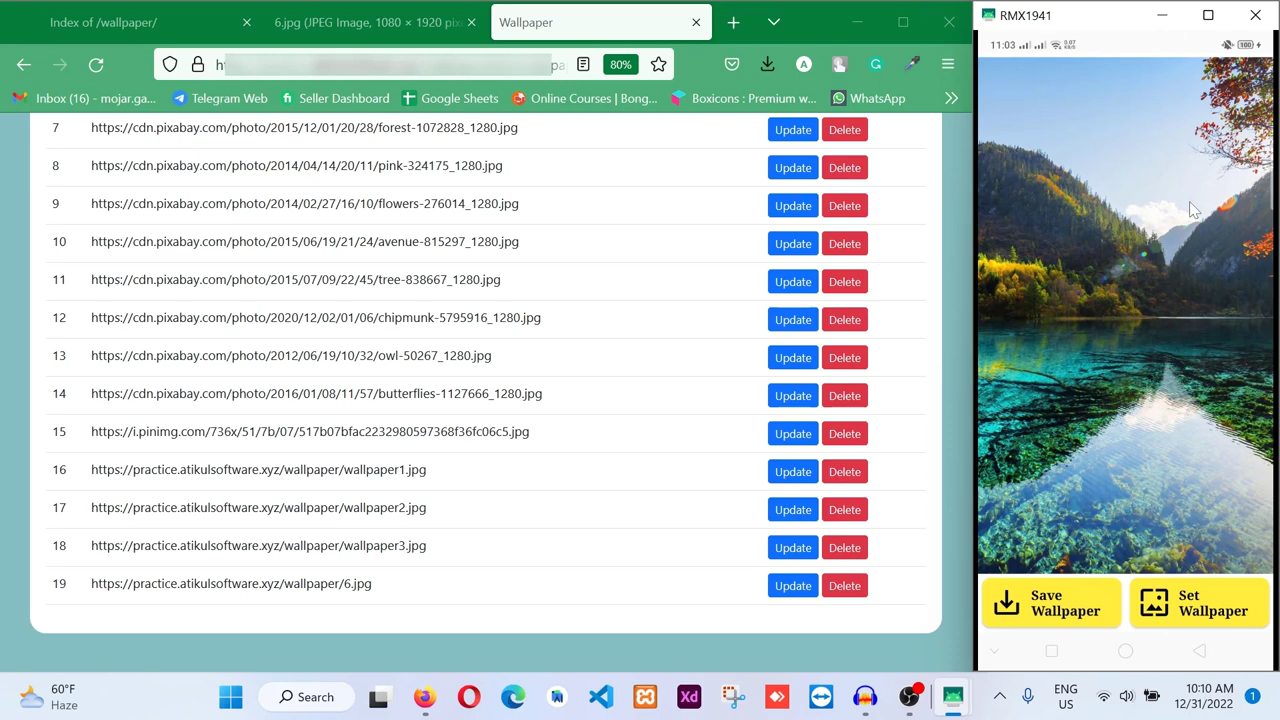 Index of /wallpaper/
6.jpg (JPEG Image, 1080 × 1920 pix
Wallpaper
RMX1941
11:03
0.07
KB/S
100
80%
Inbox (16) - mojar.ga...
Telegram Web
Seller Dashboard
Google Sheets
Online Courses | Bong...
Boxicons : Premium w...
WhatsApp
7 https://cdn.pixabay.com/photo/2015/12/01/20/28/forest-1072828_1280.jpg Update Delete
8 https://cdn.pixabay.com/photo/2014/04/14/20/11/pink-324175_1280.jpg Update Delete
9 https://cdn.pixabay.com/photo/2014/02/27/16/10/flowers-276014_1280.jpg Update Delete
10 https://cdn.pixabay.com/photo/2015/06/19/21/24/avenue-815297_1280.jpg Update Delete
11 https://cdn.pixabay.com/photo/2015/07/09/22/45/tree-838667_1280.jpg Update Delete
12 https://cdn.pixabay.com/photo/2020/12/02/01/06/chipmunk-5795916_1280.jpg Update Delete
13 https://cdn.pixabay.com/photo/2012/06/19/10/32/owl-50267_1280.jpg Update Delete
14 https://cdn.pixabay.com/photo/2016/01/08/11/57/butterflies-1127666_1280.jpg Update Delete
15 https://i.pinimg.com/736x/51/7b/07/517b07bfac2232980597368f36fc06c5.jpg Update Delete
16 https://practice.atikulsoftware.xyz/wallpaper/wallpaper1.jpg Update Delete
17 https://practice.atikulsoftware.xyz/wallpaper/wallpaper2.jpg Update Delete
18 https://practice.atikulsoftware.xyz/wallpaper/wallpaper3.jpg Update Delete
19 https://practice.atikulsoftware.xyz/wallpaper/6.jpg Update Delete
Save
Wallpaper
Set
Wallpaper
60°F
Haze
Search
Xd
ENG
US
10:10 AM
12/31/2022
1